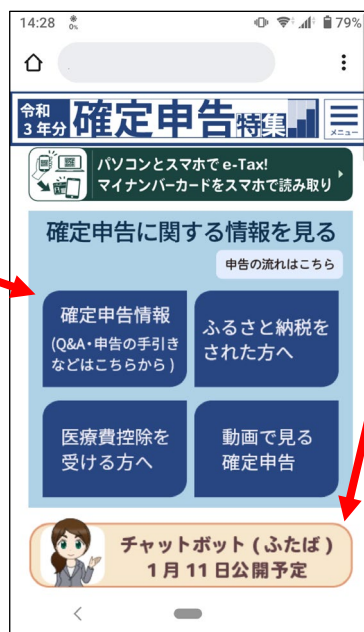 14:28 0% 79%
令和
3年分 確定申告特集
メニュー
パソコンとスマホで e-Tax!
マイナンバーカードをスマホで読み取り
確定申告に関する情報を見る
申告の流れはこちら
確定申告情報
(Q&A・申告の手引き
などはこちらから)
ふるさと納税を
された方へ
医療費控除を
受ける方へ
動画で見る
確定申告
チャットボット(ふたば)
1月11日公開予定